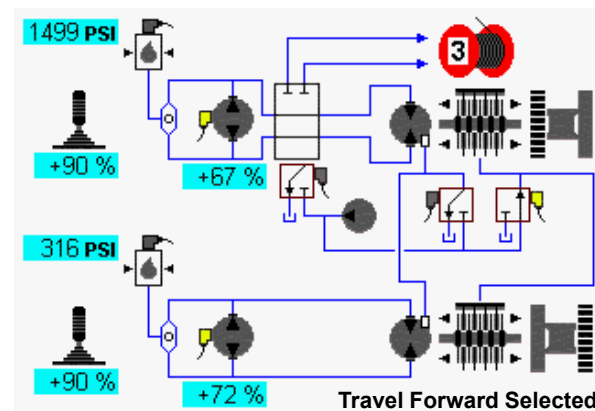 1499 PSI
3
+90 %
+67 %
316 PSI
+90 %
+72 %
Travel Forward Selected